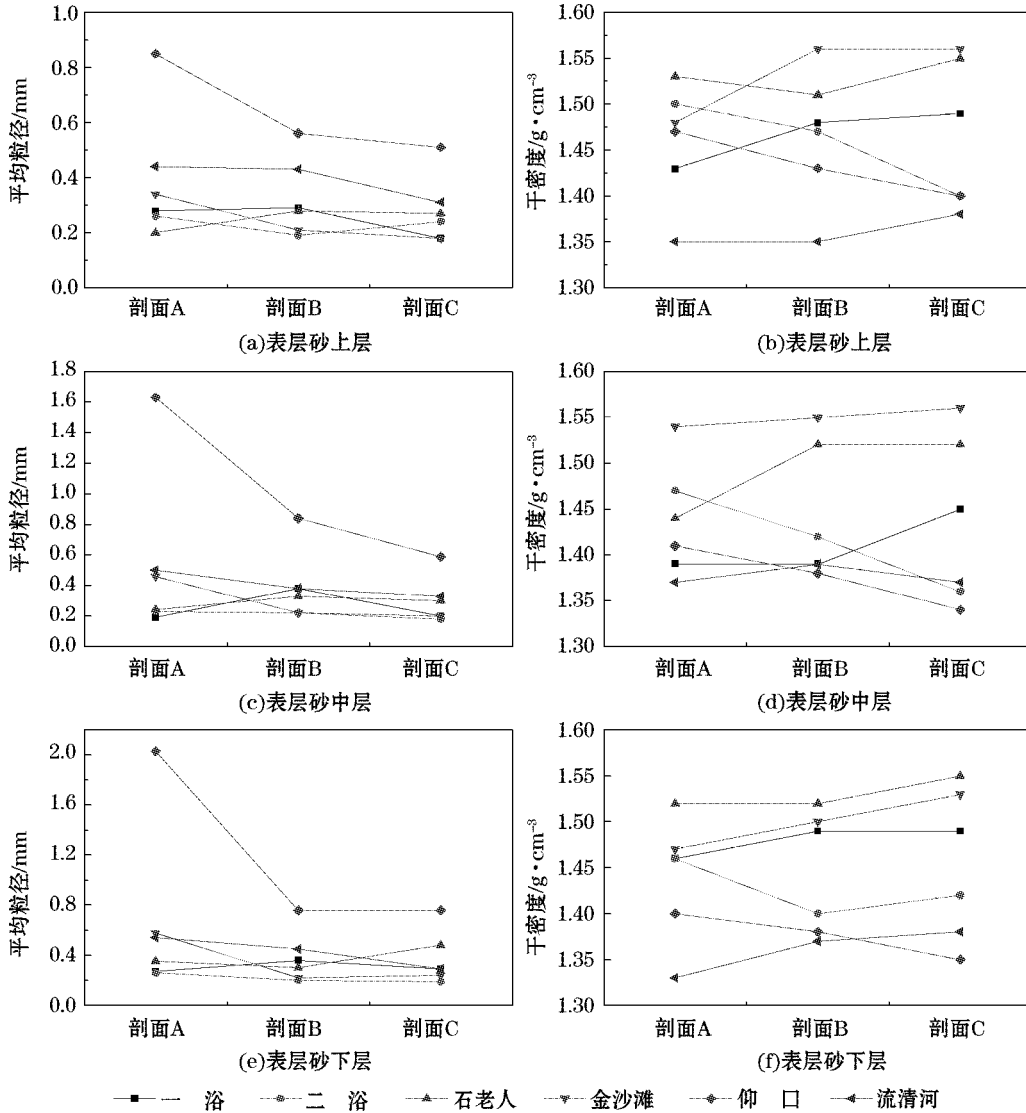 平均粒径/mm
1.0
0.8
0.6
0.4
0.2
0.0
剖面A 剖面B 剖面C
(a)表层砂上层
干密度/g·cm⁻³
1.60
1.55
1.50
1.45
1.40
1.35
1.30
剖面A 剖面B 剖面C
(b)表层砂上层
平均粒径/mm
1.8
1.6
1.4
1.2
1.0
0.8
0.6
0.4
0.2
0.0
剖面A 剖面B 剖面C
(c)表层砂中层
干密度/g·cm⁻³
1.60
1.55
1.50
1.45
1.40
1.35
1.30
剖面A 剖面B 剖面C
(d)表层砂中层
平均粒径/mm
2.0
1.6
1.2
0.8
0.4
0.0
剖面A 剖面B 剖面C
(e)表层砂下层
干密度/g·cm⁻³
1.60
1.55
1.50
1.45
1.40
1.35
1.30
剖面A 剖面B 剖面C
(f)表层砂下层
一 浴 二 浴 石老人 金沙滩 仰 口 流清河